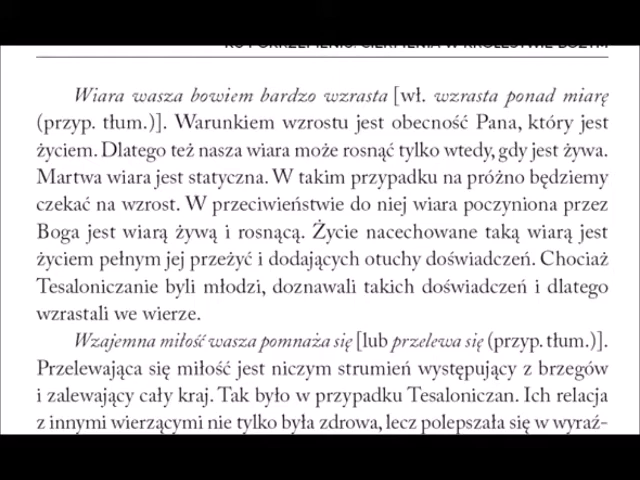 KU POKRZEPIENIU: CIERPIENIA W KRÓLESTWIE BOŻYM
Wiara wasza bowiem bardzo wzrasta [wł. wzrasta ponad miarę
(przyp. tłum.)]. Warunkiem wzrostu jest obecność Pana, który jest
życiem. Dlatego też nasza wiara może rosnąć tylko wtedy, gdy jest żywa.
Martwa wiara jest statyczna. W takim przypadku na próżno będziemy
czekać na wzrost. W przeciwieństwie do niej wiara poczyniona przez
Boga jest wiarą żywą i rosnącą. Życie nacechowane taką wiarą jest
życiem pełnym jej przeżyć i dodających otuchy doświadczeń. Chociaż
Tesaloniczanie byli młodzi, doznawali takich doświadczeń i dlatego
wzrastali we wierze.
Wzajemna miłość wasza pomnaża się [lub przelewa się (przyp. tłum.)].
Przelewająca się miłość jest niczym strumień występujący z brzegów
i zalewający cały kraj. Tak było w przypadku Tesaloniczan. Ich relacja
z innymi wierzącymi nie tylko była zdrowa, lecz polepszała się w wyraź-